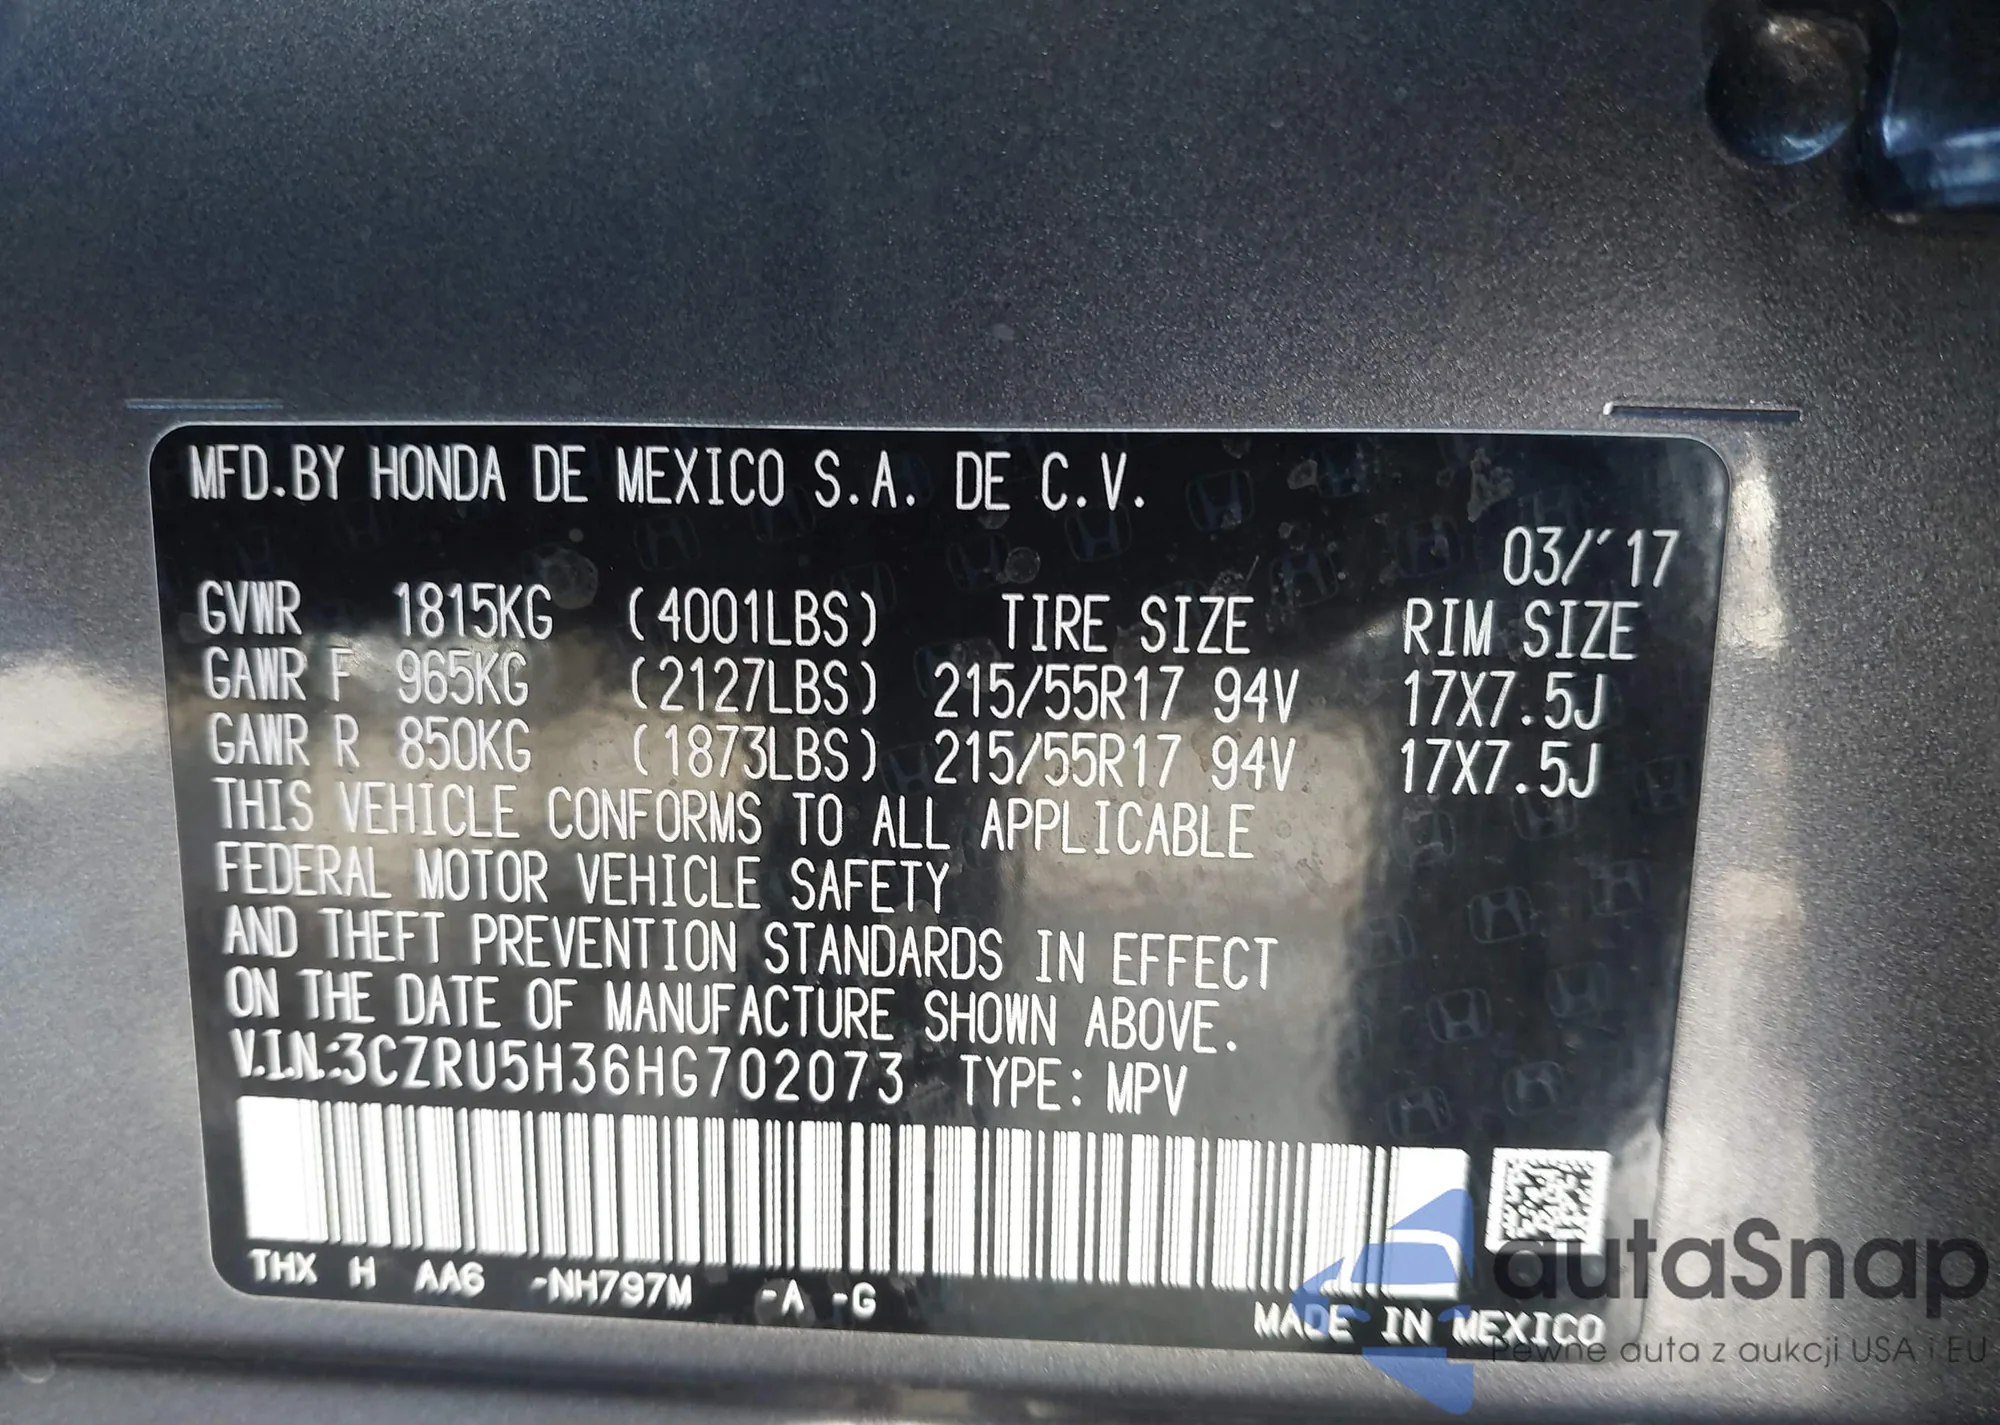 MFD.BY HONDA DE MEXICO S.A. DE C.V.
03/´17
GVWR 1815KG (4001LBS) TIRE SIZE RIM SIZE
GAWR F 965KG (2127LBS) 215/55R17 94V 17X7.5J
GAWR R 850KG (1873LBS) 215/55R17 94V 17X7.5J
THIS VEHICLE CONFORMS TO ALL APPLICABLE
FEDERAL MOTOR VEHICLE SAFETY
AND THEFT PREVENTION STANDARDS IN EFFECT
ON THE DATE OF MANUFACTURE SHOWN ABOVE.
V.I.N.:3CZRU5H36HG702073 TYPE: MPV
THX H AA6 -NH797M -A -G
MADE IN MEXICO
autaSnap
Pewne auta z aukcji USA i EU